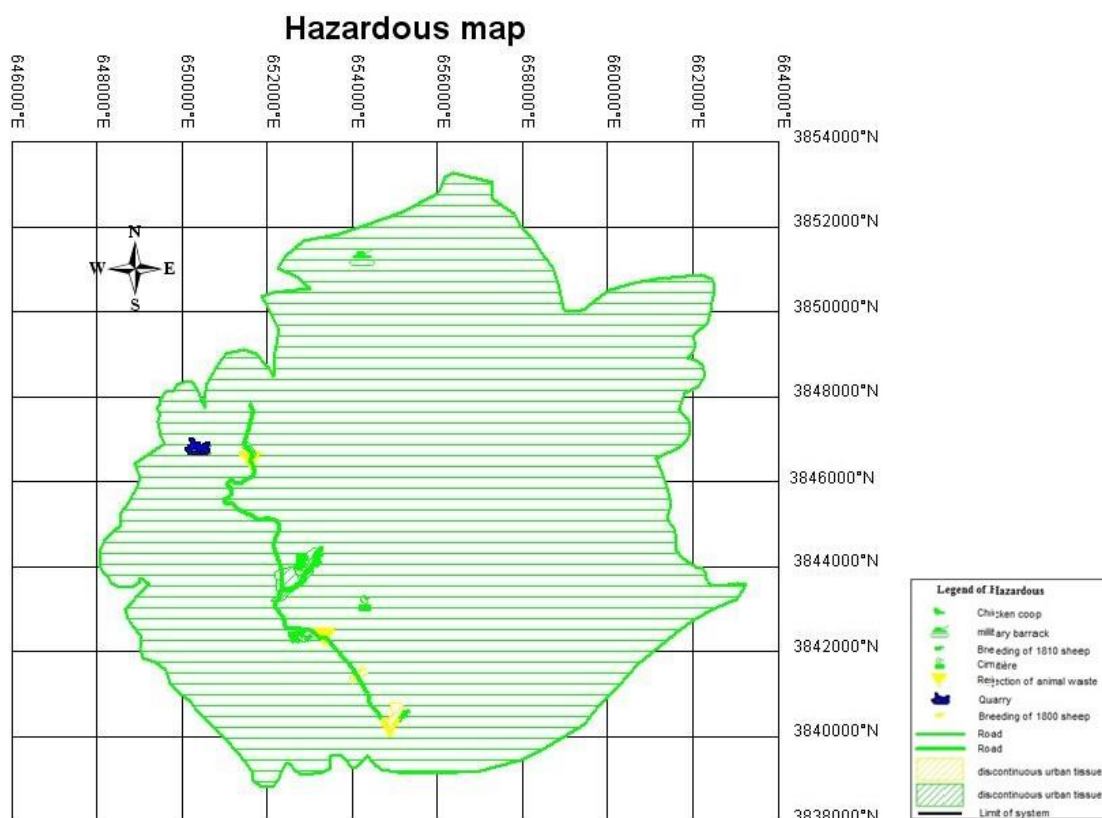 Hazardous map
646000°E
648000°E
650000°E
652000°E
654000°E
656000°E
658000°E
660000°E
662000°E
664000°E
3854000°N
N
W E
S
3852000°N
3850000°N
3848000°N
3846000°N
3844000°N
3842000°N
3840000°N
3838000°N
Legend of Hazardous
Chicken coop
military barrack
Breeding of 1810 sheep
Cimtière
Rejection of animal waste
Quarry
Breeding of 1800 sheep
Road
Road
discontinuous urban tissue
discontinuous urban tissue
Limit of system